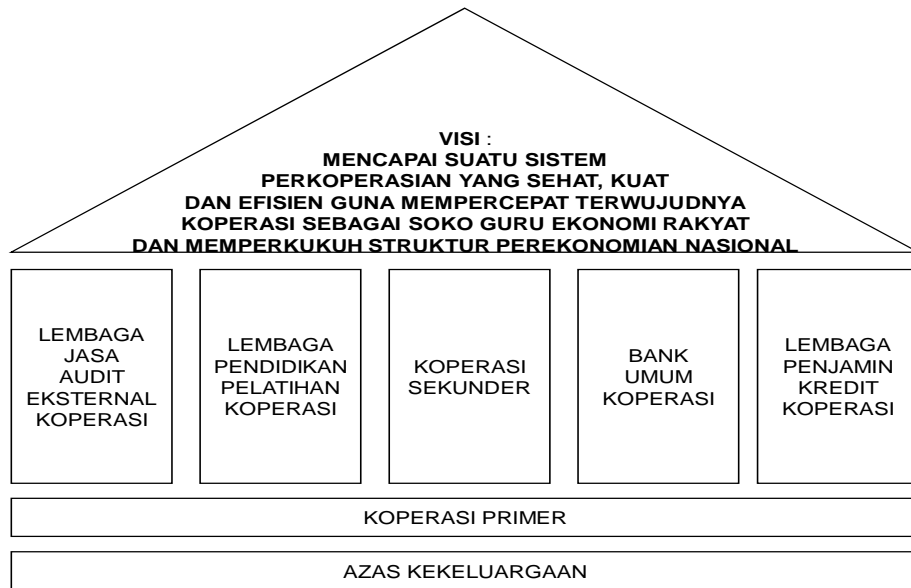 VISI :
MENCAPAI SUATU SISTEM
PERKOPERASIAN YANG SEHAT, KUAT
DAN EFISIEN GUNA MEMPERCEPAT TERWUJUDNYA
KOPERASI SEBAGAI SOKO GURU EKONOMI RAKYAT
DAN MEMPERKUKUH STRUKTUR PEREKONOMIAN NASIONAL
LEMBAGA
JASA
AUDIT
EKSTERNAL
KOPERASI
LEMBAGA
PENDIDIKAN
PELATIHAN
KOPERASI
KOPERASI
SEKUNDER
BANK
UMUM
KOPERASI
LEMBAGA
PENJAMIN
KREDIT
KOPERASI
KOPERASI PRIMER
AZAS KEKELUARGAAN